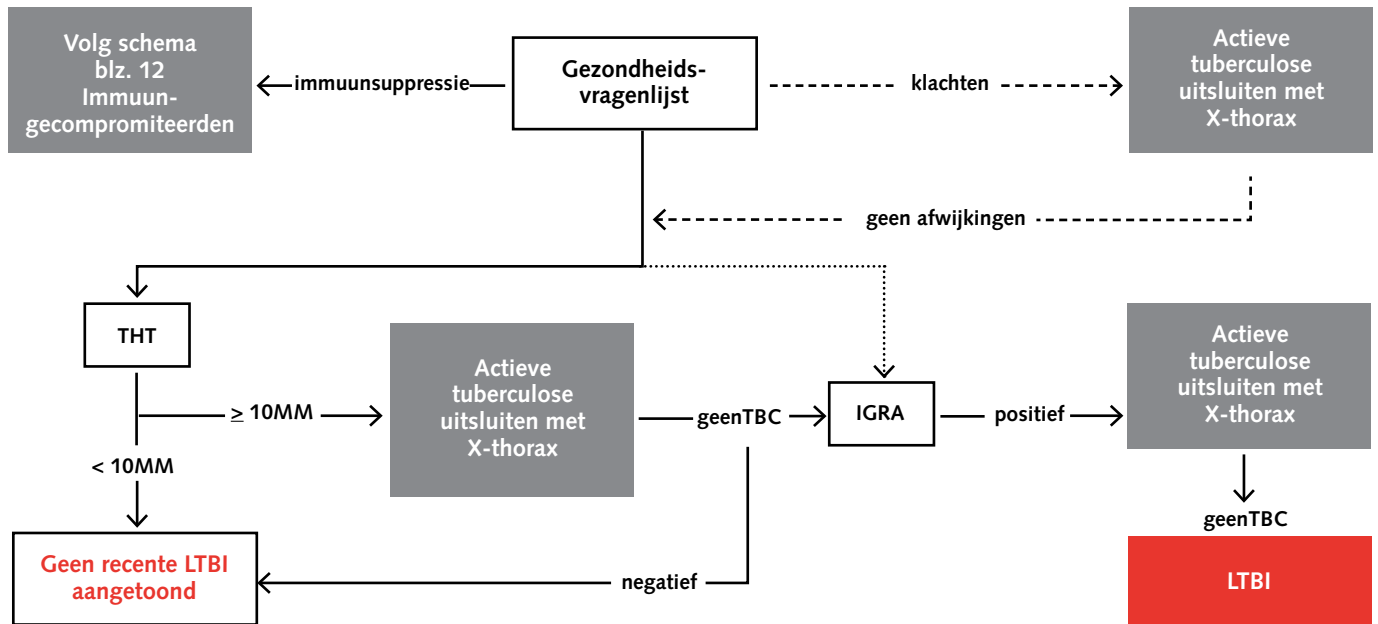 Volg schema
blz. 12
Immuun-
gecompromiteerden
immuunsuppressie
Gezondheids-
vragenlijst
klachten
Actieve
tuberculose
uitsluiten met
X-thorax
geen afwijkingen
THT
≥ 10MM
Actieve
tuberculose
uitsluiten met
X-thorax
geenTBC
IGRA
positief
Actieve
tuberculose
uitsluiten met
X-thorax
< 10MM
geenTBC
Geen recente LTBI
aangetoond
negatief
LTBI